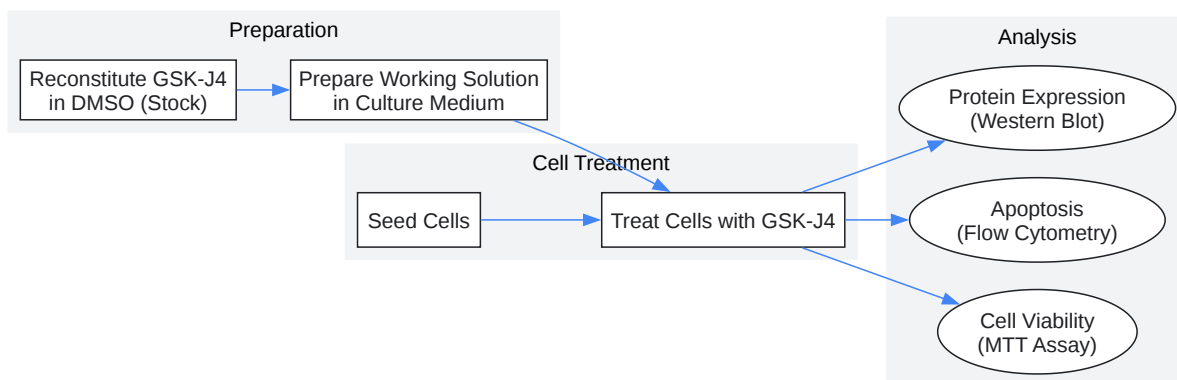 Preparation
Reconstitute GSK-J4
in DMSO (Stock)
Prepare Working Solution
in Culture Medium
Cell Treatment
Seed Cells
Treat Cells with GSK-J4
Analysis
Protein Expression
(Western Blot)
Apoptosis
(Flow Cytometry)
Cell Viability
(MTT Assay)